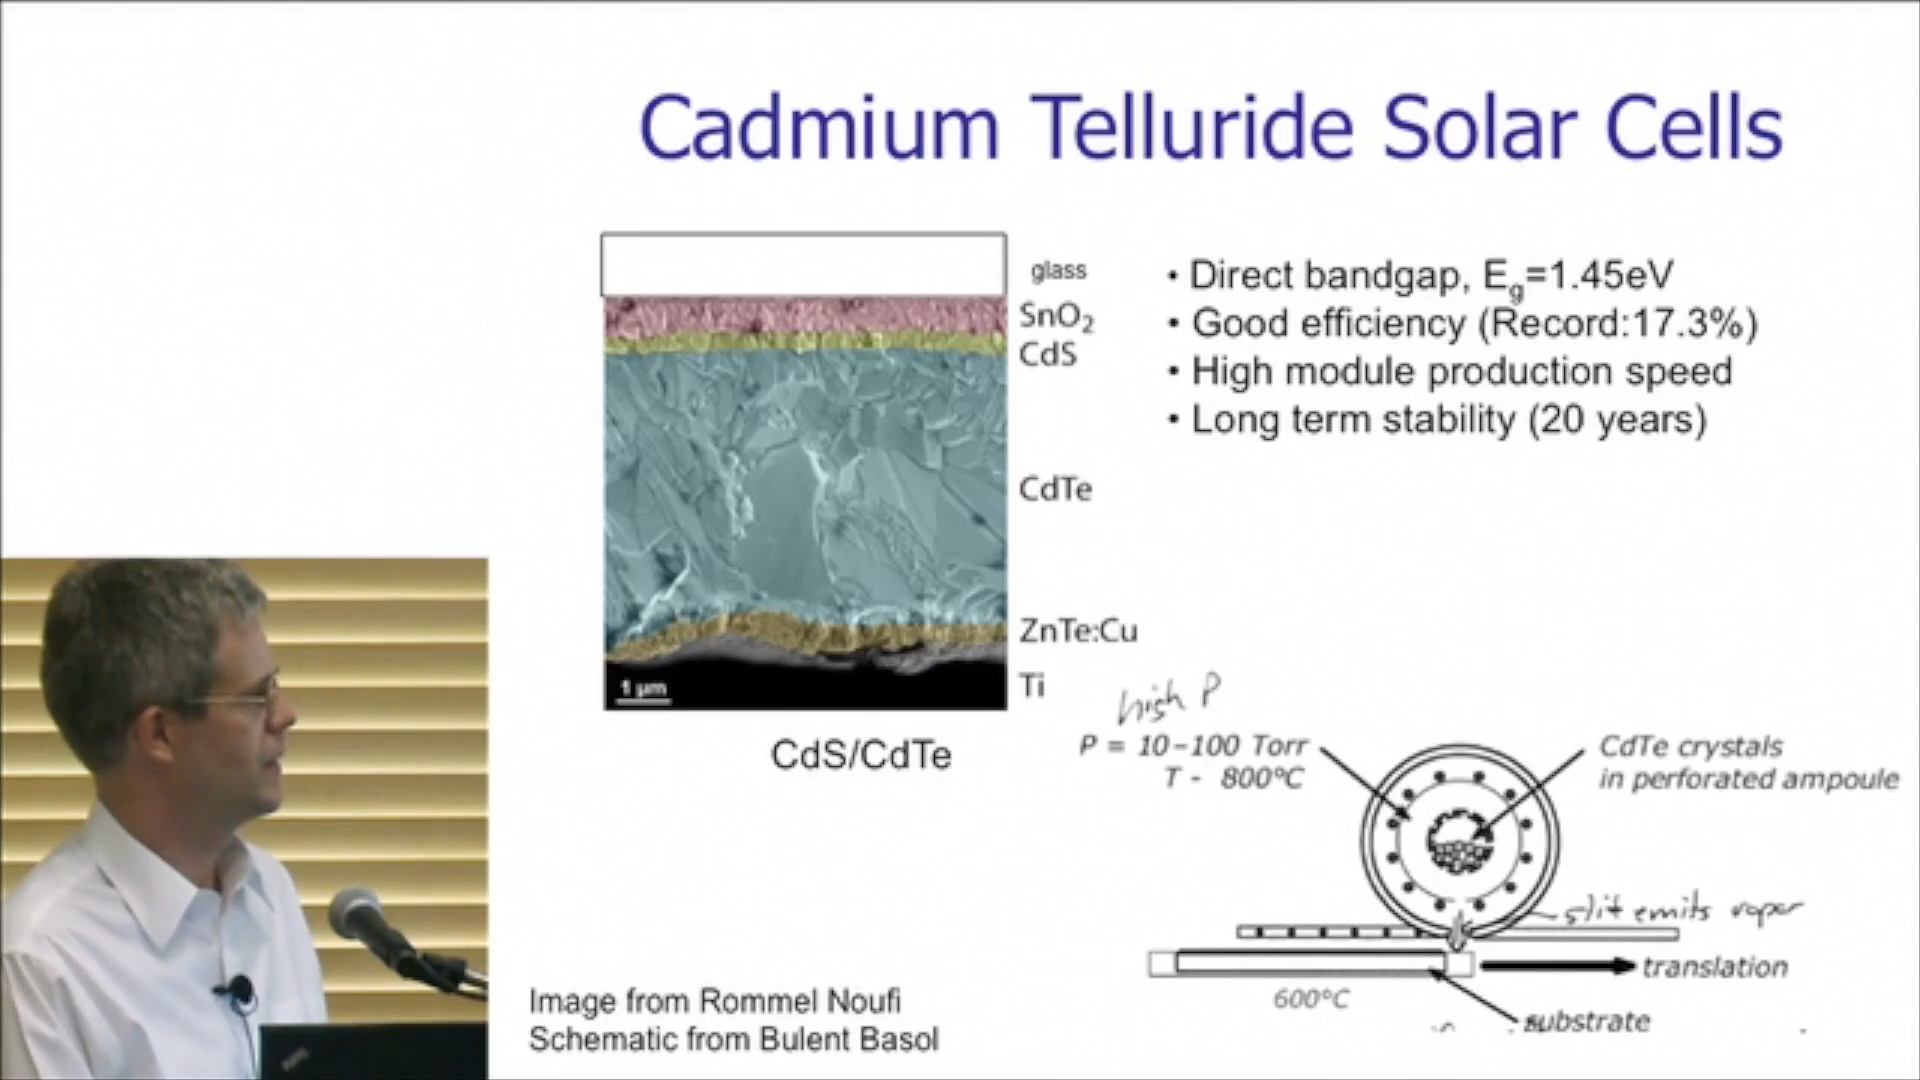 Cadmium Telluride Solar Cells
glass
SnO₂
CdS
CdTe
ZnTe:Cu
Ti
1 µm
CdS/CdTe
• Direct bandgap, Eg=1.45eV
• Good efficiency (Record:17.3%)
• High module production speed
• Long term stability (20 years)
high P
P = 10-100 Torr
T - 800°C
CdTe crystals
in perforated ampoule
slit emits vapor
translation
600°C
substrate
Image from Rommel Noufi
Schematic from Bulent Basol